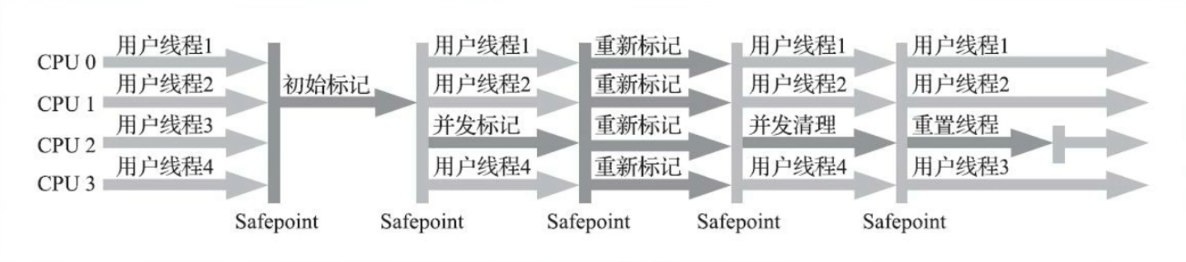 CPU 0 用户线程1 用户线程1 重新标记 用户线程1 用户线程1
初始标记
CPU 1 用户线程2 用户线程2 重新标记 用户线程2 用户线程2
CPU 2 用户线程3 并发标记 重新标记 并发清理 重置线程
CPU 3 用户线程4 用户线程4 重新标记 用户线程4 用户线程3
Safepoint Safepoint Safepoint Safepoint Safepoint